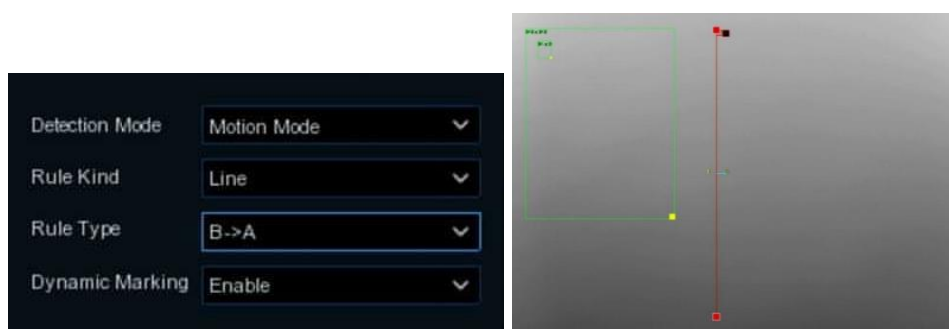 Detection Mode
Motion Mode
Rule Kind
Line
Rule Type
B->A
Dynamic Marking
Enable